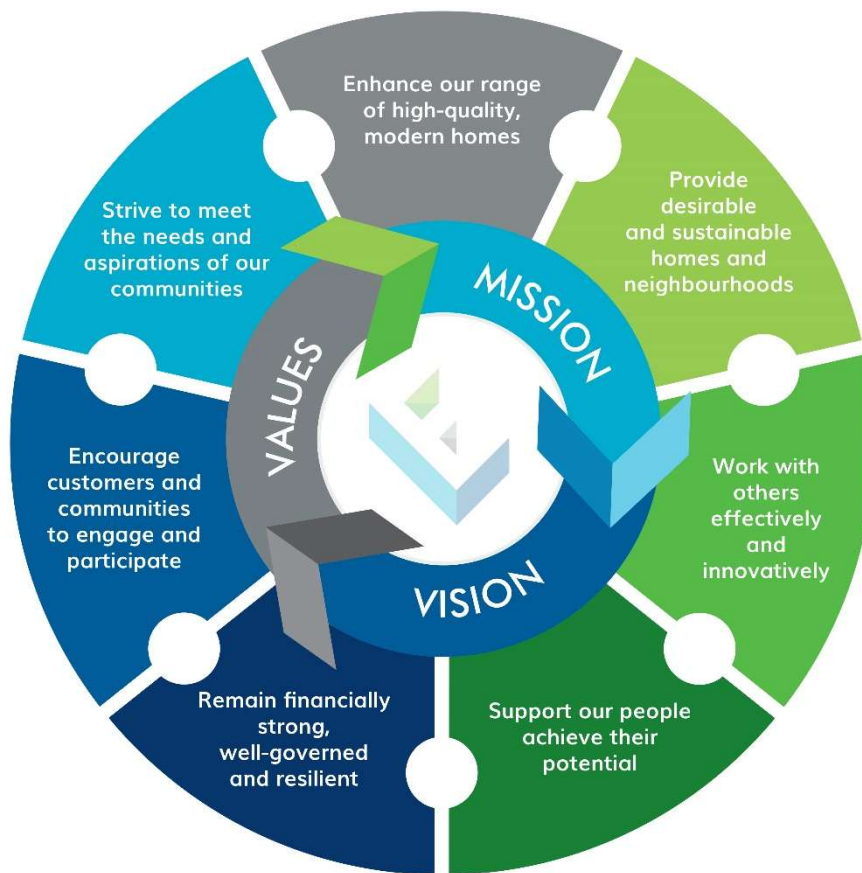 Enhance our range
of high-quality,
modern homes
Provide
desirable
and sustainable
homes and
neighbourhoods
Work with
others
effectively
and
innovatively
Support our people
achieve their
potential
Remain financially
strong,
well-governed
and resilient
Encourage
customers and
communities
to engage and
participate
Strive to meet
the needs and
aspirations of our
communities
MISSION
VISION
VALUES